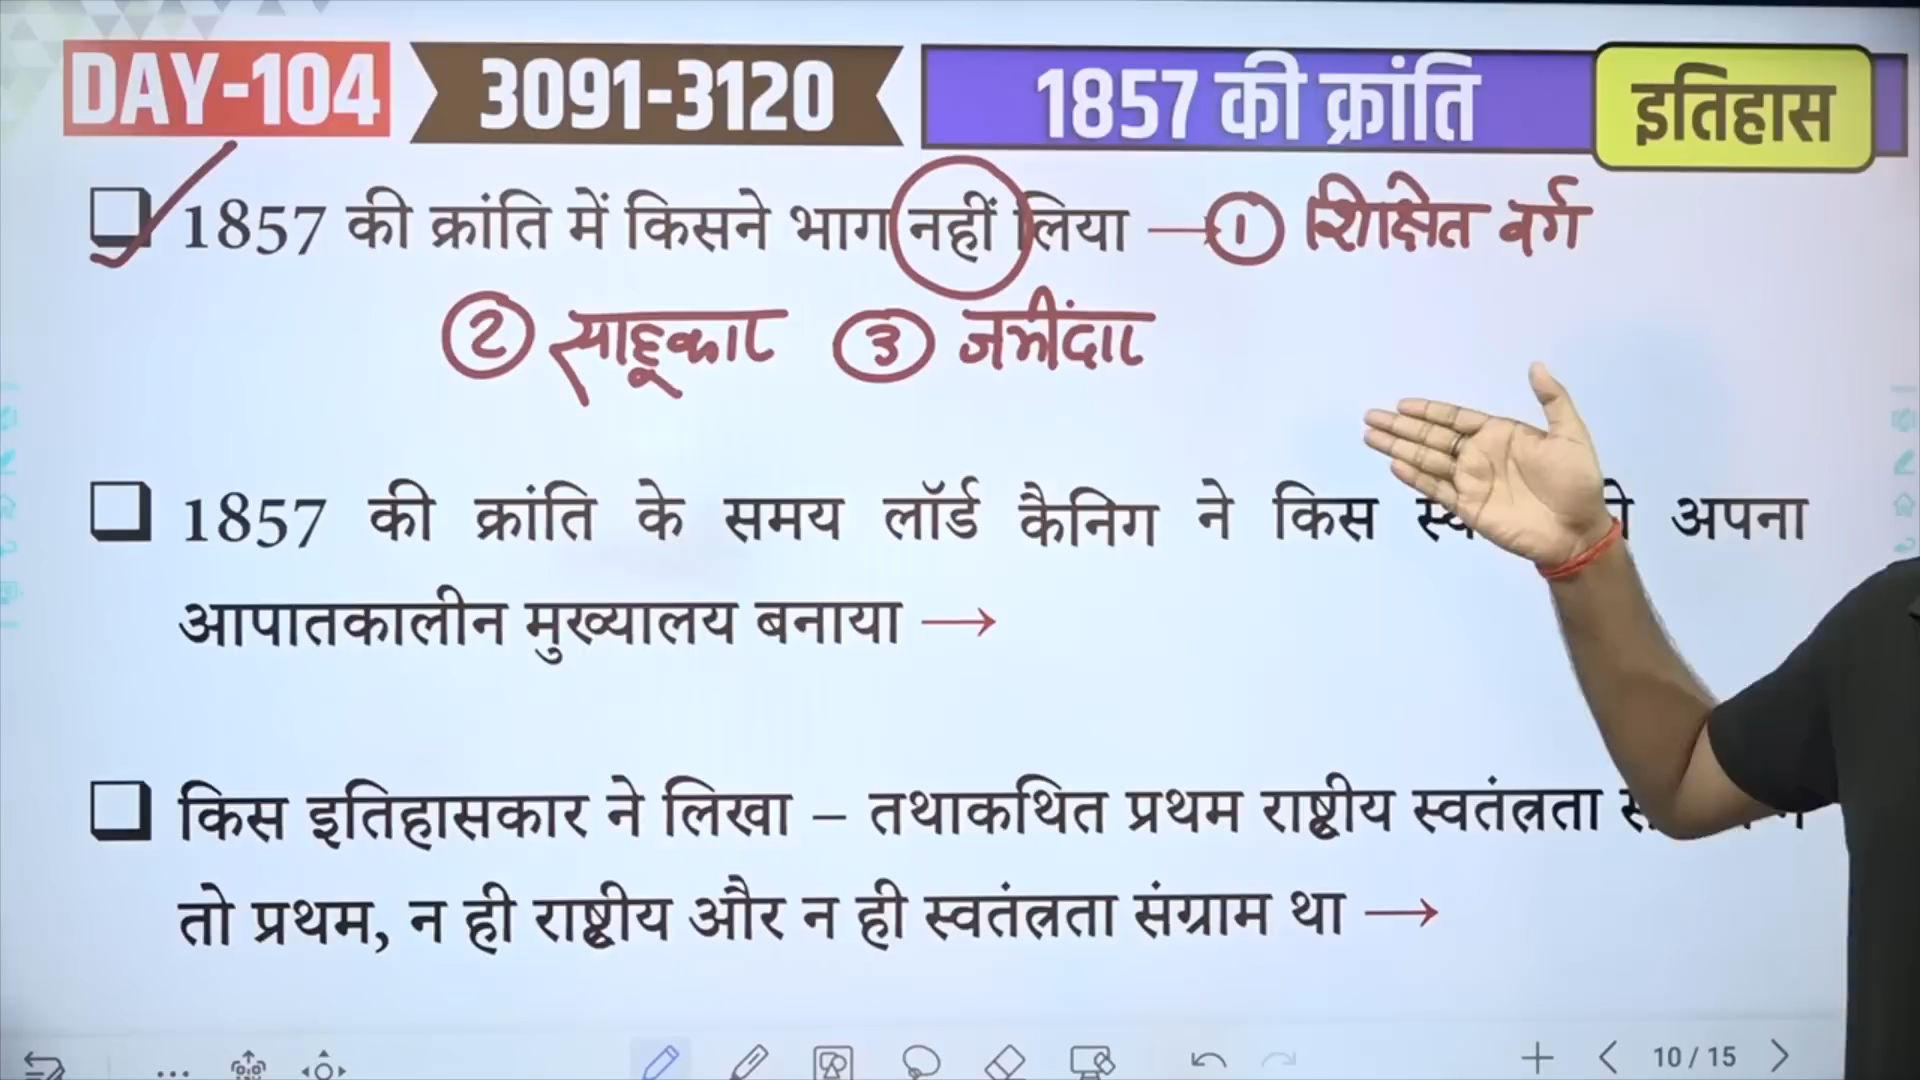 DAY-104 3091-3120 1857 की क्रांति इतिहास
1857 की क्रांति में किसने भाग नहीं लिया → ① शिक्षित वर्ग
② साहूकार ③ जमींदार
1857 की क्रांति के समय लॉर्ड कैनिग ने किस अपना
आपातकालीन मुख्यालय बनाया →
किस इतिहासकार ने लिखा – तथाकथित प्रथम राष्ट्रीय स्वतंत्रता
तो प्रथम, न ही राष्ट्रीय और न ही स्वतंत्रता संग्राम था →
10 / 15